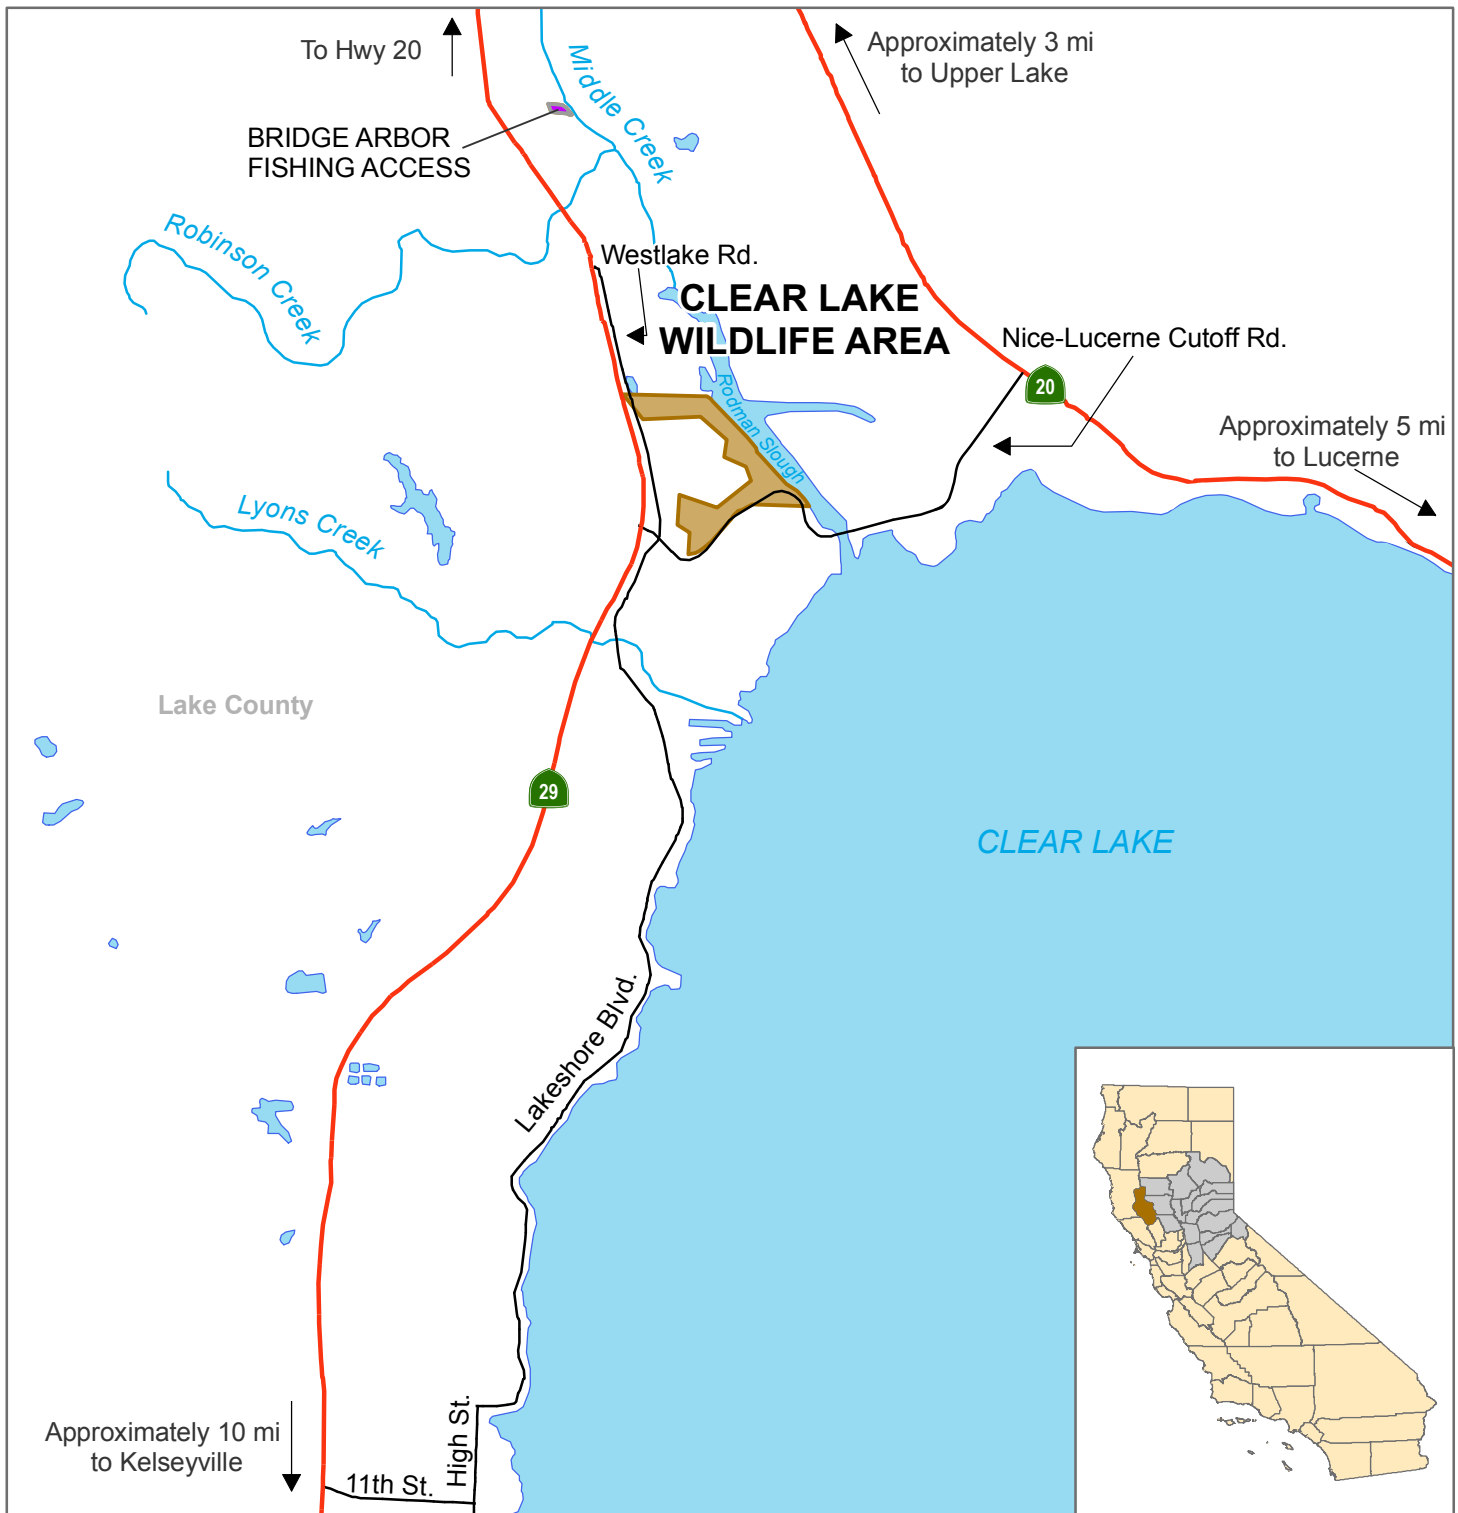 To Hwy 20
Approximately 3 mi
to Upper Lake
Middle Creek
BRIDGE ARBOR
FISHING ACCESS
Robinson Creek
Westlake Rd.
CLEAR LAKE
WILDLIFE AREA
Nice-Lucerne Cutoff Rd.
20
Rodman Slough
Approximately 5 mi
to Lucerne
Lyons Creek
Lake County
29
CLEAR LAKE
Lakeshore Blvd.
High St.
Approximately 10 mi
to Kelseyville
11th St.